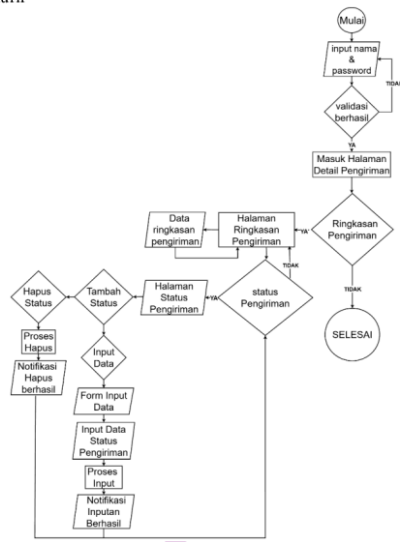 Mulai
input nama
&
password
TIDAK
validasi
berhasil
YA
Masuk Halaman
Detail Pengiriman
Ringkasan
Pengiriman
YA
TIDAK
SELESAI
Halaman
Ringkasan
Pengiriman
Data
ringkasan
pengiriman
TIDAK
status
Pengiriman
YA
Halaman
Status
Pengiriman
Tambah
Status
Hapus
Status
Proses
Hapus
Notifikasi
Hapus
berhasil
Input
Data
Form Input
Data
Input Data
Status
Pengiriman
Proses
Input
Notifikasi
Inputan
Berhasil